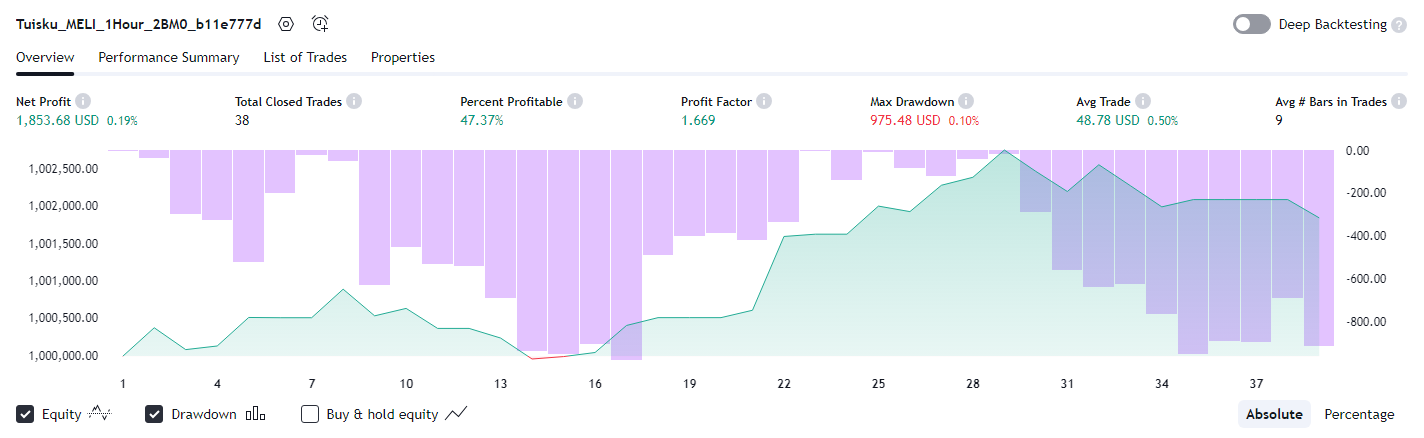 Tuisku_MELI_1Hour_2BM0_b11e777d
Deep Backtesting ?
Overview Performance Summary List of Trades Properties
Net Profit Total Closed Trades Percent Profitable Profit Factor Max Drawdown Avg Trade Avg # Bars in Trades
1,853.68 USD 0.19% 38 47.37% 1.669 975.48 USD 0.10% 48.78 USD 0.50% 9
0.00
1,002,500.00
-200.00
1,002,000.00
-400.00
1,001,500.00
1,001,000.00
-600.00
1,000,500.00
-800.00
1,000,000.00
1 4 7 10 13 16 19 22 25 28 31 34 37
Equity Drawdown Buy & hold equity Absolute Percentage